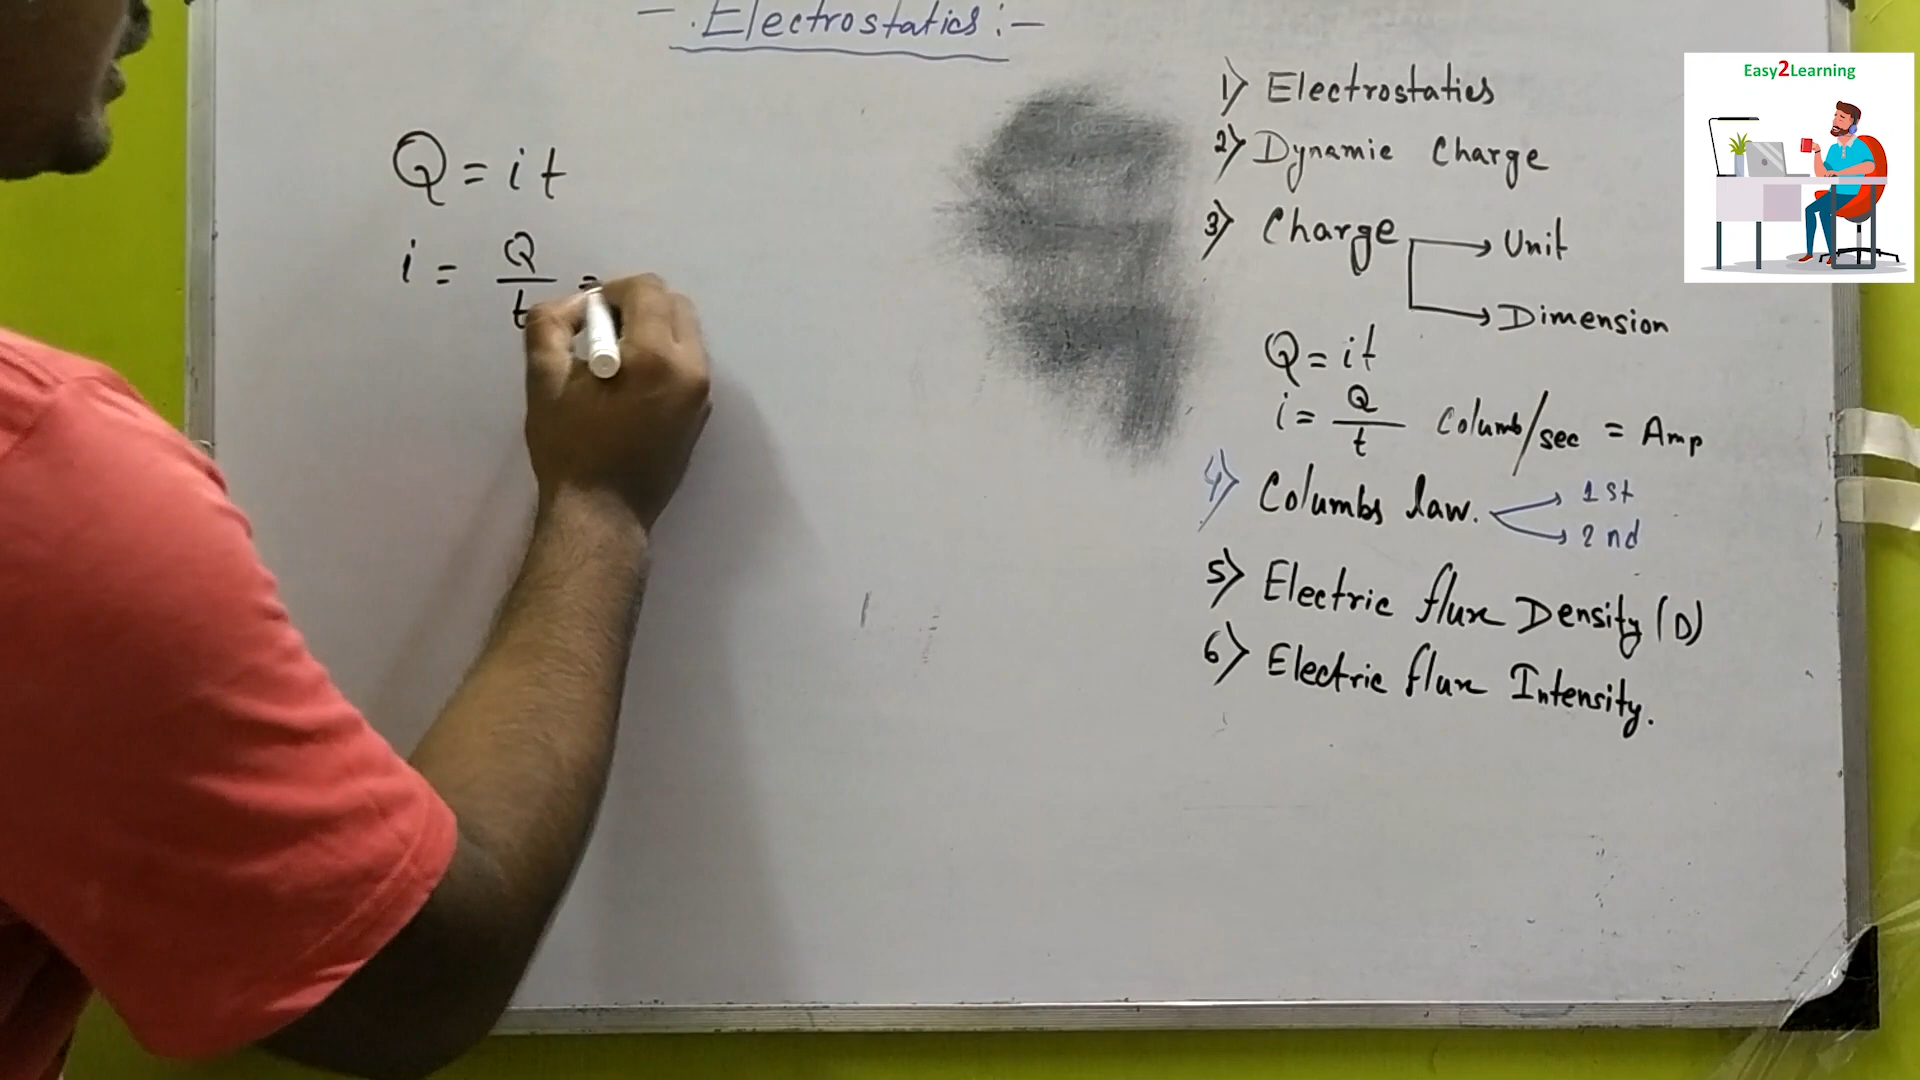 - . Electrostatics : -
Q = it
i = Q/t =
1) Electrostatics
2) Dynamic Charge
3) Charge → Unit
→ Dimension
Q = it
i = Q/t Columb/sec = Amp
4) Columbs law. → 1st
→ 2nd
5) Electric flux Density (D)
6) Electric flux Intensity.
Easy2Learning